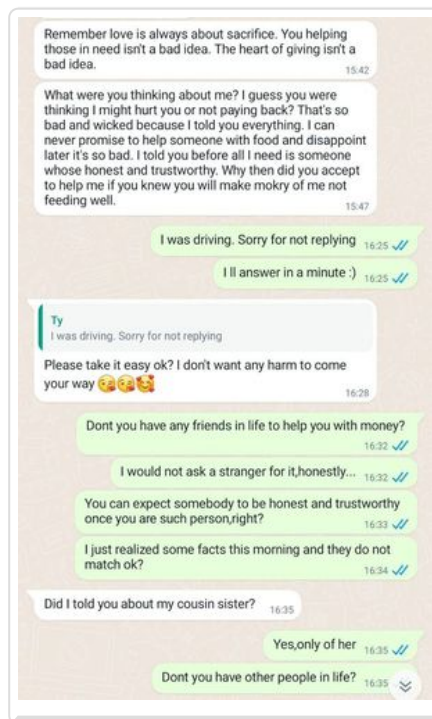 Remember love is always about sacrifice. You helping
those in need isn't a bad idea. The heart of giving isn't a
bad idea.
15:42
What were you thinking about me? I guess you were
thinking I might hurt you or not paying back? That's so
bad and wicked because I told you everything. I can
never promise to help someone with food and disappoint
later it's so bad. I told you before all I need is someone
whose honest and trustworthy. Why then did you accept
to help me if you knew you will make mokry of me not
feeding well.
15:47
I was driving. Sorry for not replying 16:25
I ll answer in a minute :) 16:25
Ty
I was driving. Sorry for not replying
Please take it easy ok? I don't want any harm to come
your way 😘😘🥰
16:28
Dont you have any friends in life to help you with money?
16:32
I would not ask a stranger for it,honestly... 16:32
You can expect somebody to be honest and trustworthy
once you are such person,right? 16:33
I just realized some facts this morning and they do not
match ok? 16:34
Did I told you about my cousin sister? 16:35
Yes,only of her 16:35
Dont you have other people in life? 16:35